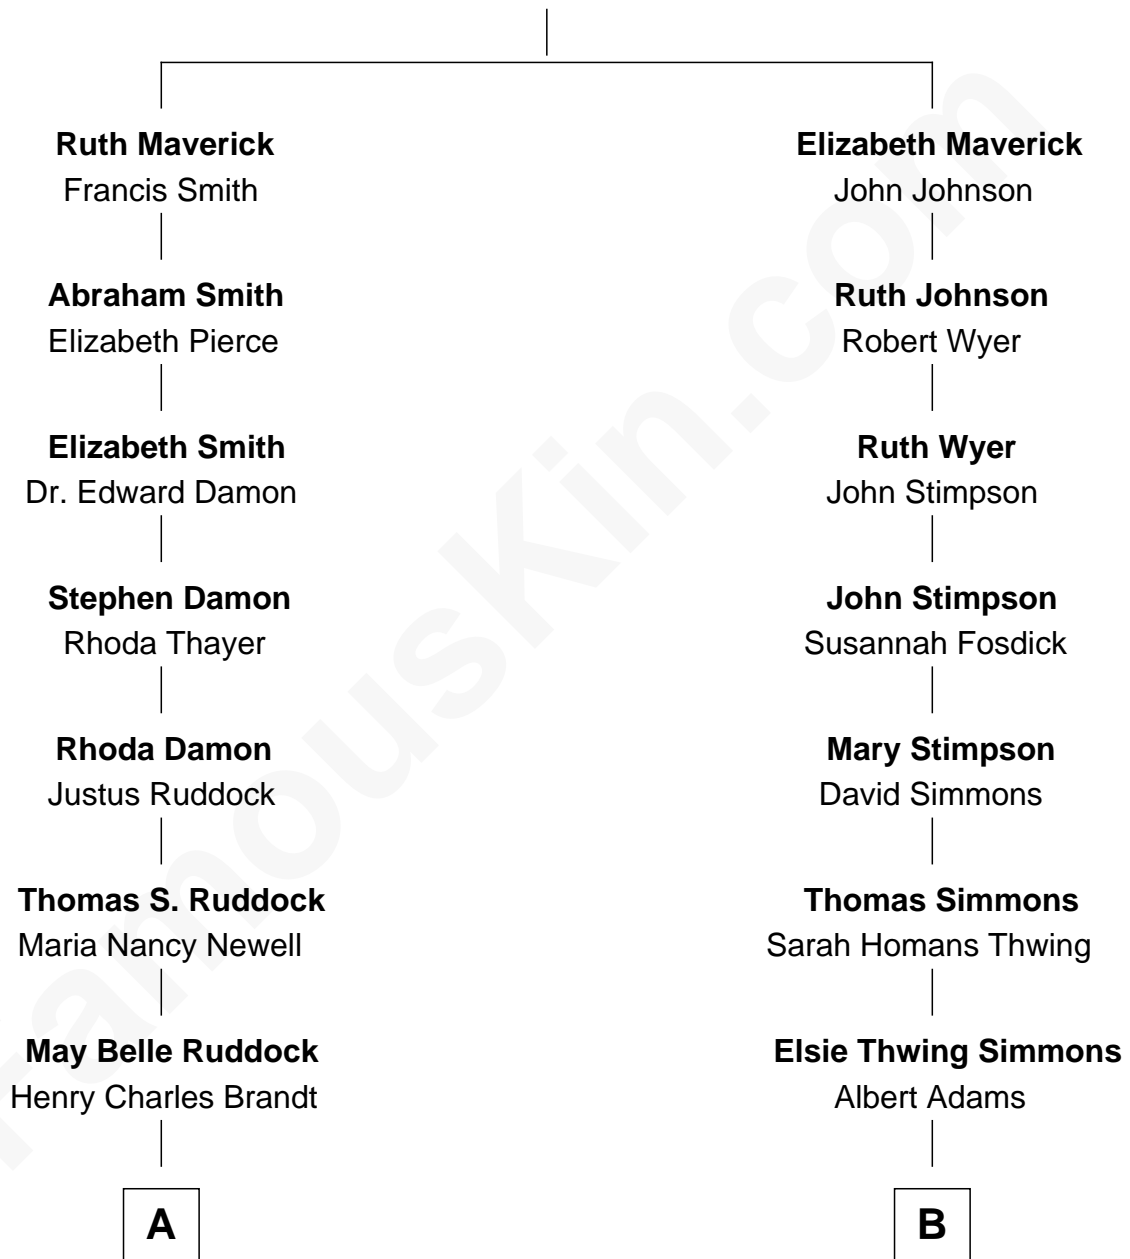 Ruth Maverick
Francis Smith
Abraham Smith
Elizabeth Pierce
Elizabeth Smith
Dr. Edward Damon
Stephen Damon
Rhoda Thayer
Rhoda Damon
Justus Ruddock
Thomas S. Ruddock
Maria Nancy Newell
May Belle Ruddock
Henry Charles Brandt
A
Elizabeth Maverick
John Johnson
Ruth Johnson
Robert Wyer
Ruth Wyer
John Stimpson
John Stimpson
Susannah Fosdick
Mary Stimpson
David Simmons
Thomas Simmons
Sarah Homans Thwing
Elsie Thwing Simmons
Albert Adams
B
FamousKin.com